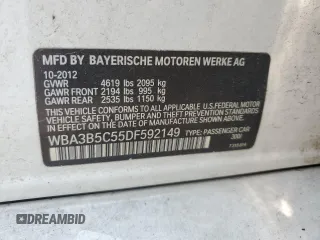 MFD BY BAYERISCHE MOTOREN WERKE AG
10-2012
GVWR 4619 lbs 2095 kg
GAWR FRONT 2194 lbs 995 kg
GAWR REAR 2535 lbs 1150 kg
THIS VEHICLE CONFORMS TO ALL APPLICABLE
FEDERAL MOTOR VEHICLE SAFETY, BUMPER, AND
THEFT PREVENTION STANDARDS IN EFFECT ON
THE DATE OF MANUFACTURE SHOWN ABOVE.
WBA3B5C55DF592149 TYPE: PASSENGER CAR
328i
DREAMBID